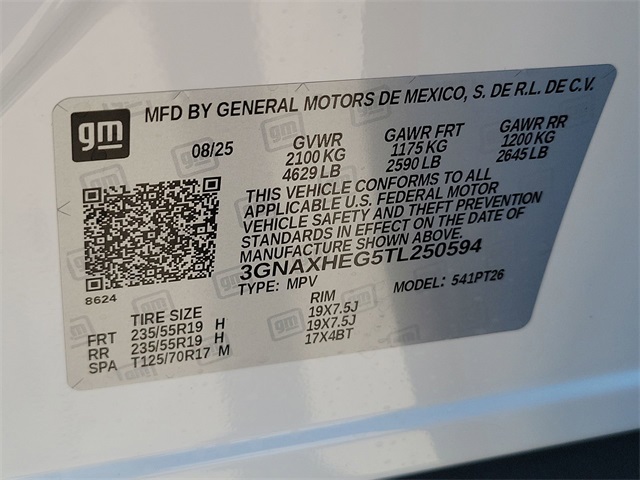 gm
MFD BY GENERAL MOTORS DE MEXICO, S. DE R.L. DE C.V.
08/25
GVWR
2100 KG
4629 LB
GAWR FRT
1175 KG
2590 LB
GAWR RR
1200 KG
2645 LB
THIS VEHICLE CONFORMS TO ALL
APPLICABLE U.S. FEDERAL MOTOR
VEHICLE SAFETY AND THEFT PREVENTION
STANDARDS IN EFFECT ON THE DATE OF
MANUFACTURE SHOWN ABOVE.
3GNAXHEG5TL250594
TYPE: MPV MODEL: 541PT26
8624
TIRE SIZE RIM
FRT 235/55R19 H 19X7.5J
RR 235/55R19 H 19X7.5J
SPA T125/70R17 M 17X4BT